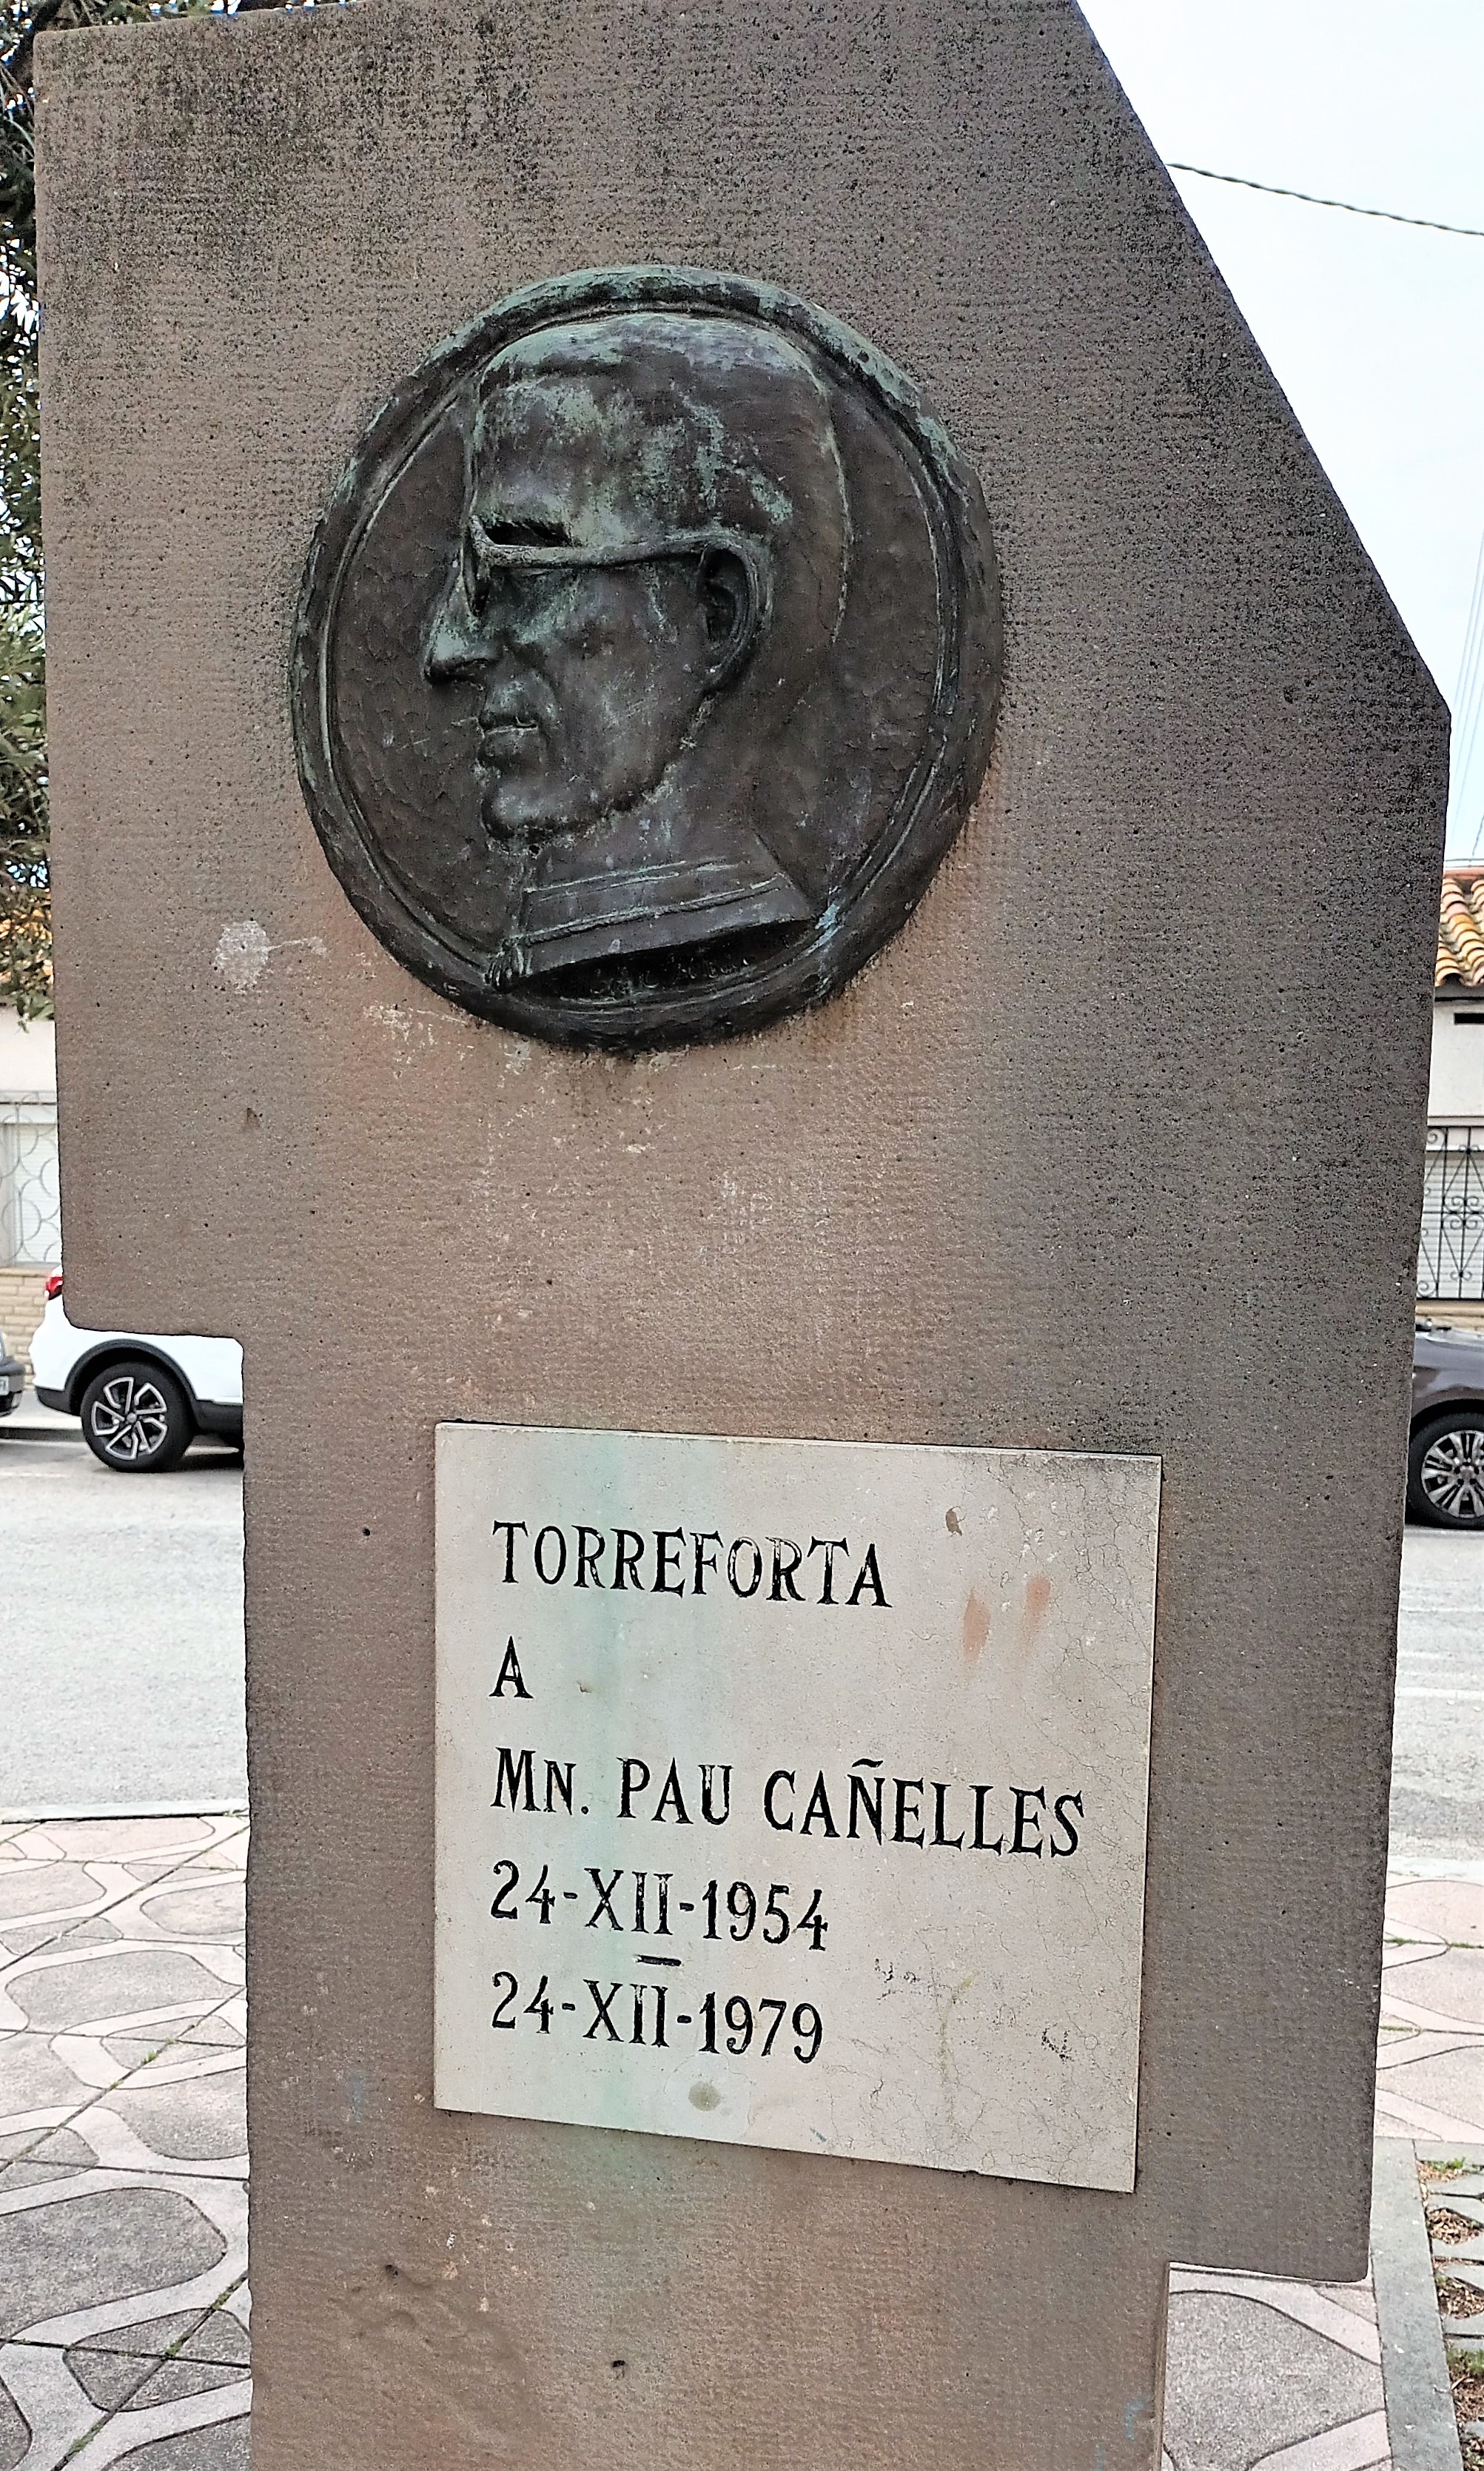 TORREFORTA
A
Mn. PAU CAÑELLES
24-XII-1954
—
24-XII-1979